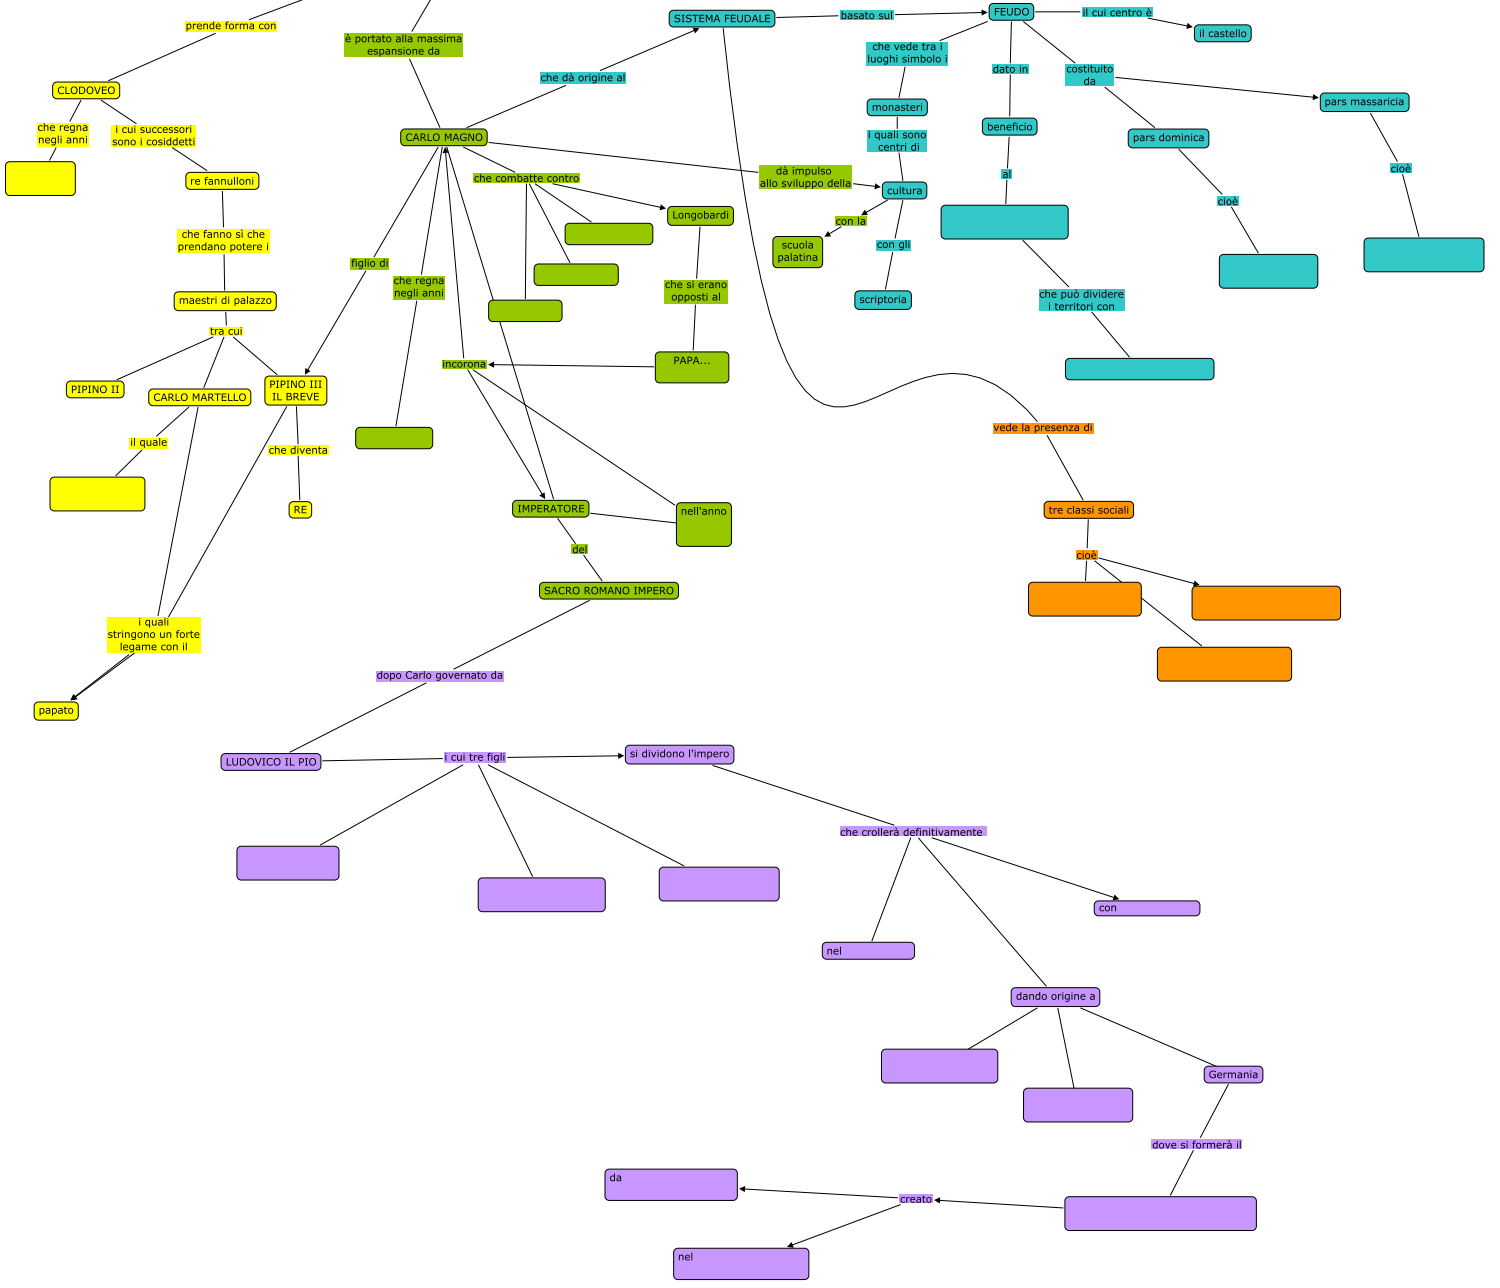 prende forma con
CLODOVEO
che regna
negli anni
i cui successori
sono i cosiddetti
re fannulloni
che fanno sì che
prendano potere i
maestri di palazzo
tra cui
PIPINO II
CARLO MARTELLO
PIPINO III
IL BREVE
il quale
che diventa
RE
i quali
stringono un forte
legame con il
papato
è portato alla massima
espansione da
CARLO MAGNO
che dà origine al
che combatte contro
Longobardi
che si erano
opposti al
PAPA...
figlio di
che regna
negli anni
incorona
dà impulso
allo sviluppo della
con la
scuola
palatina
IMPERATORE
nell'anno
del
SACRO ROMANO IMPERO
SISTEMA FEUDALE
basato sul
FEUDO
il cui centro è
il castello
che vede tra i
luoghi simbolo i
monasteri
i quali sono
centri di
cultura
con gli
scriptoria
dato in
beneficio
al
che può dividere
i territori con
costituito
da
pars dominica
cioè
pars massaricia
cioè
vede la presenza di
tre classi sociali
cioè
dopo Carlo governato da
LUDOVICO IL PIO
i cui tre figli
si dividono l'impero
che crollerà definitivamente
con
nel
dando origine a
Germania
dove si formerà il
creato
da
nel